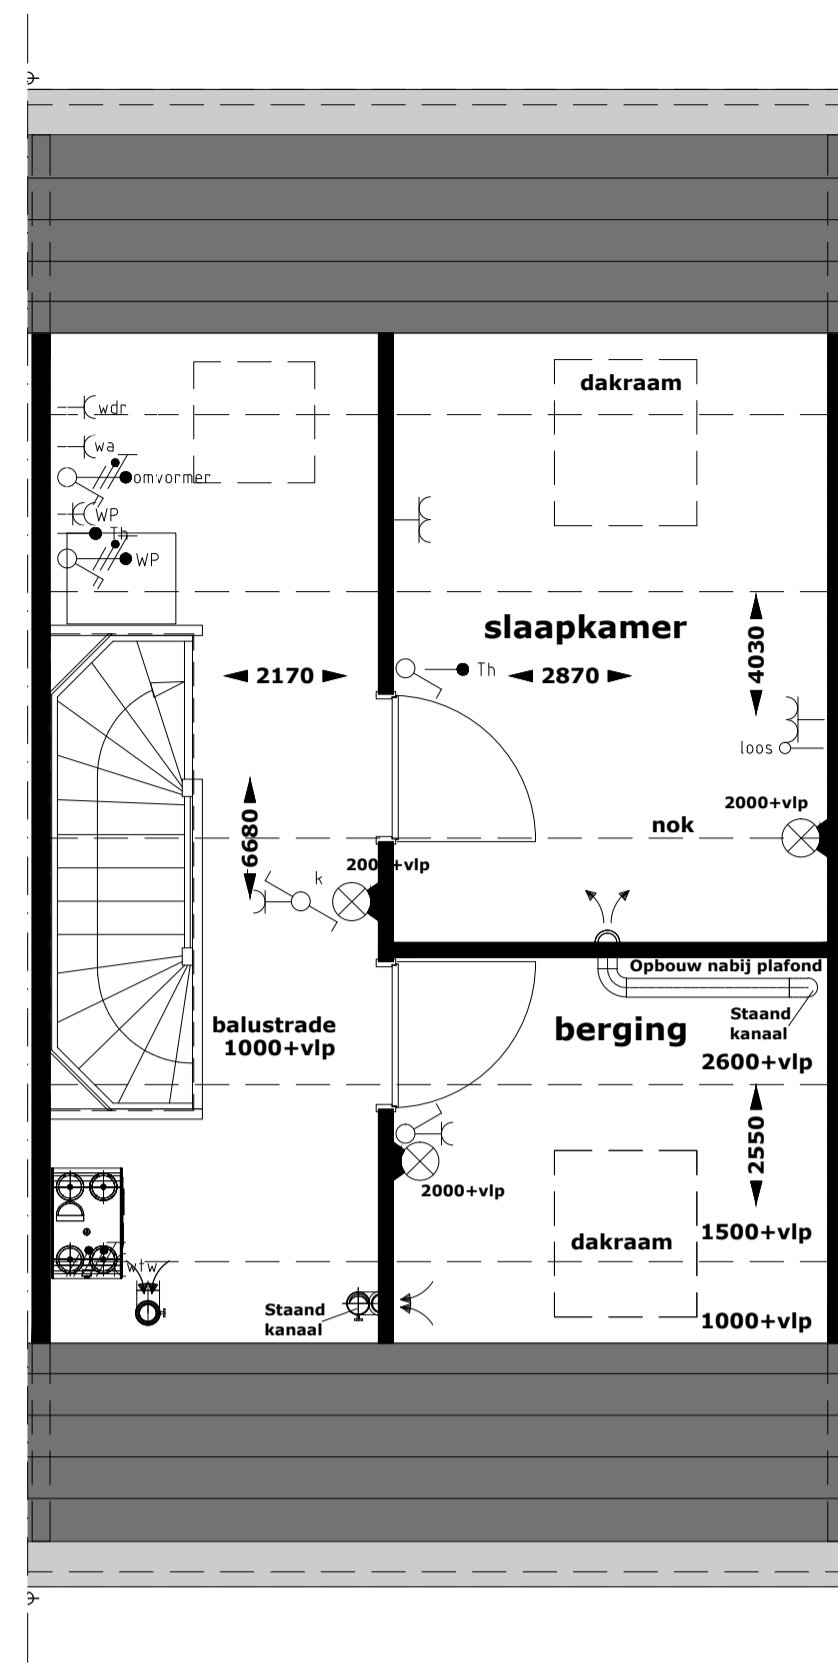 dakraam
wdr
wa
omvormer
WP
Th
WP
slaapkamer
4030
2170
Th
2870
loos
2000+vlp
nok
6680
k
2000+vlp
Opbouw nabij plafond
Staand
kanaal
balustrade
1000+vlp
berging
2600+vlp
2550
2000+vlp
1500+vlp
dakraam
wtw
Staand
kanaal
1000+vlp